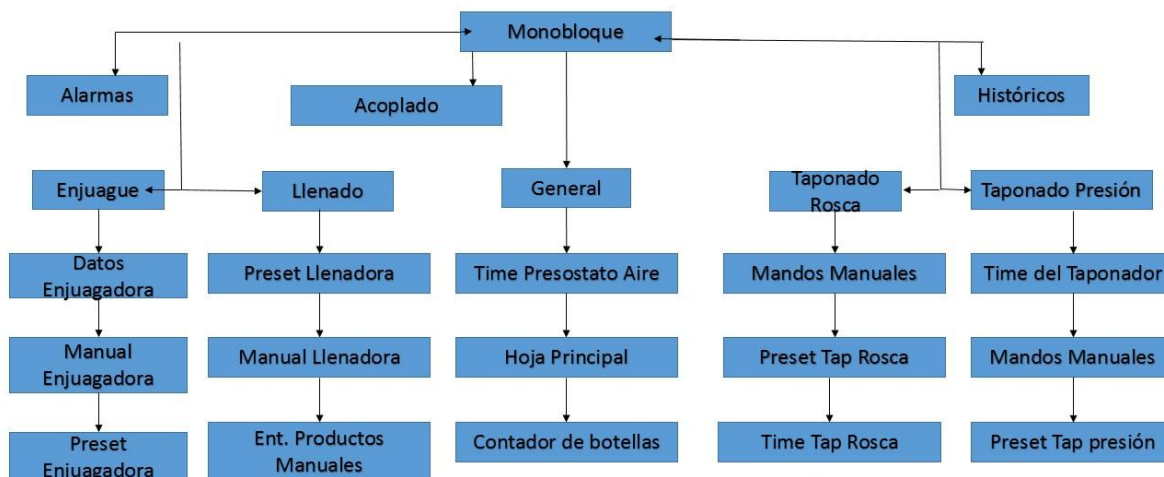 Monobloque
Alarmas
Acoplado
Históricos
Enjuague
Llenado
General
Taponado
Rosca
Taponado Presión
Datos
Enjuagadora
Preset Llenadora
Time Presostato Aire
Mandos Manuales
Time del Taponador
Manual
Enjuagadora
Manual Llenadora
Hoja Principal
Preset Tap Rosca
Mandos Manuales
Preset
Enjuagadora
Ent. Productos
Manuales
Contador de botellas
Time Tap Rosca
Preset Tap presión